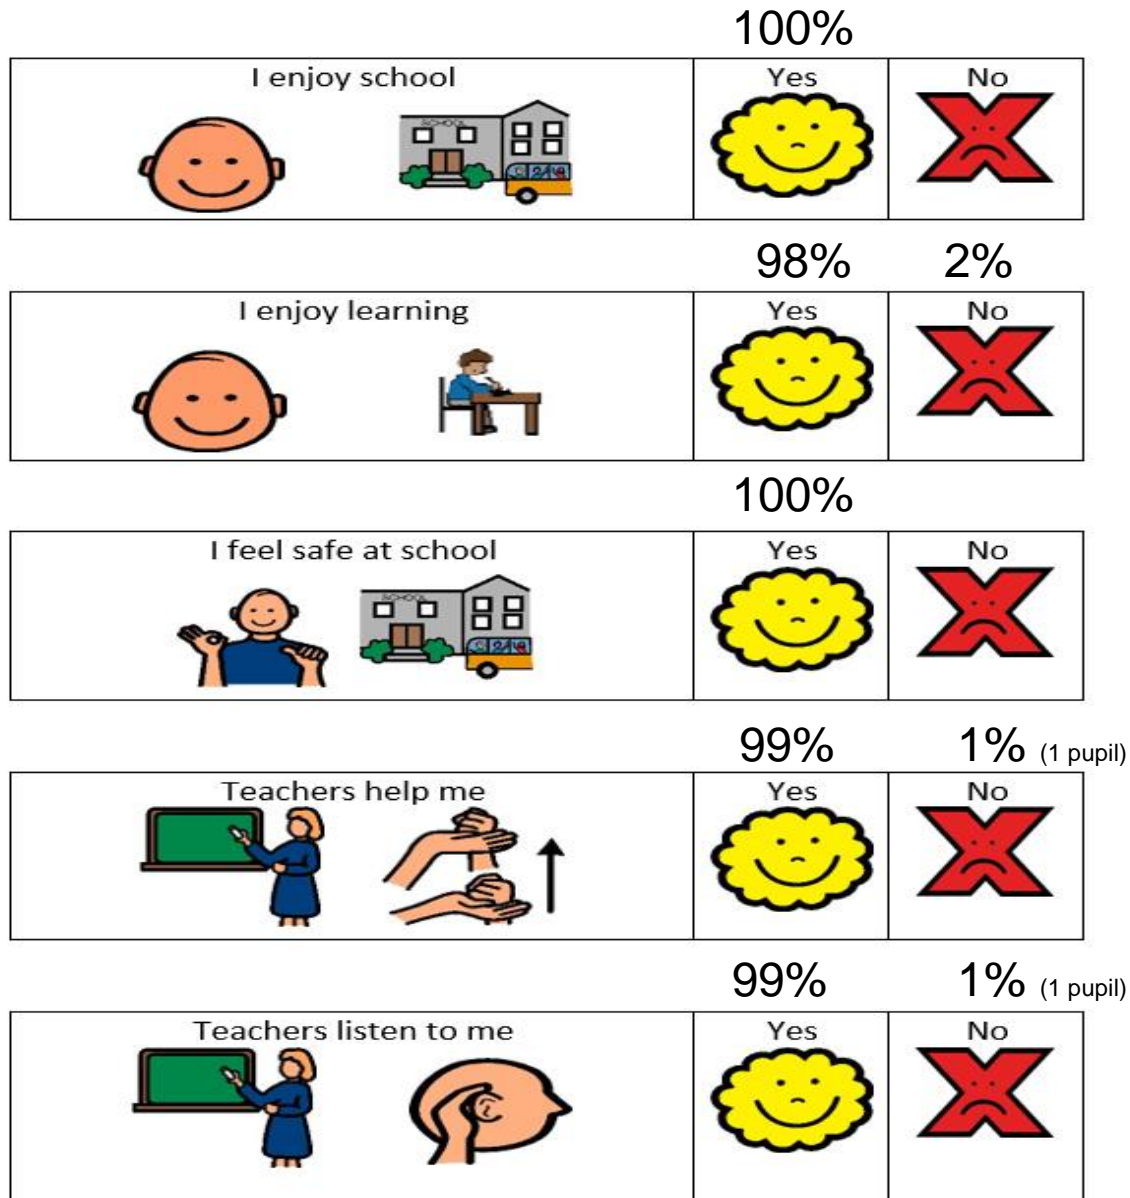 100%
I enjoy school Yes No
SCHOOL
98% 2%
I enjoy learning Yes No
100%
I feel safe at school Yes No
SCHOOL
99% 1% (1 pupil)
Teachers help me Yes No
99% 1% (1 pupil)
Teachers listen to me Yes No